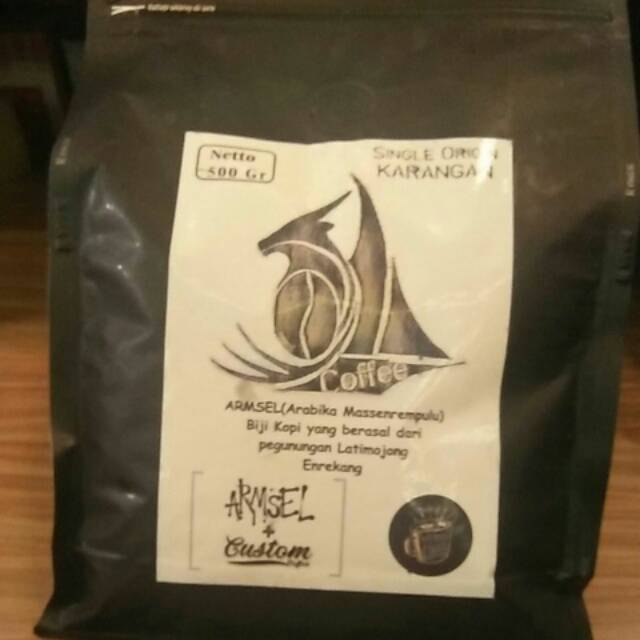 Netto
500 Gr
SINGLE ORIGIN
KARANGAN
Coffee
ARMSEL(Arabika Massenrempulu)
Biji Kopi yang berasal dari
pegunungan Latimojong
Enrekang
ARMSEL
+
Custom